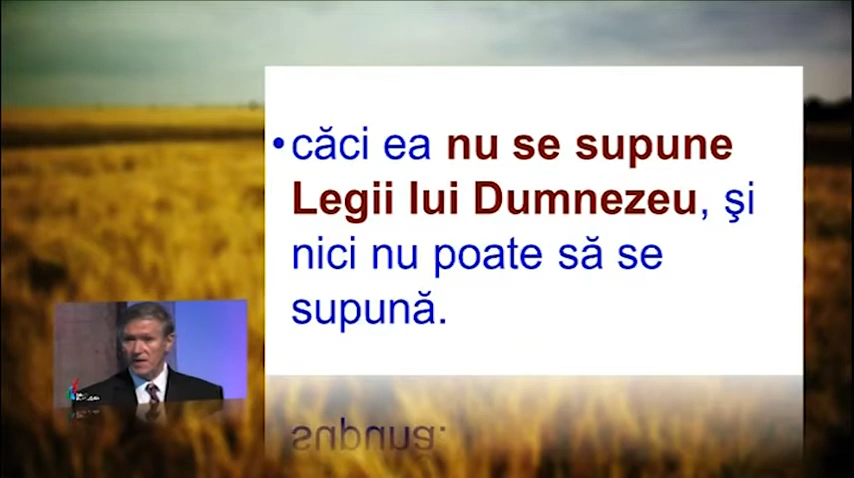 •căci ea nu se supune
Legii lui Dumnezeu, şi
nici nu poate să se
supună.